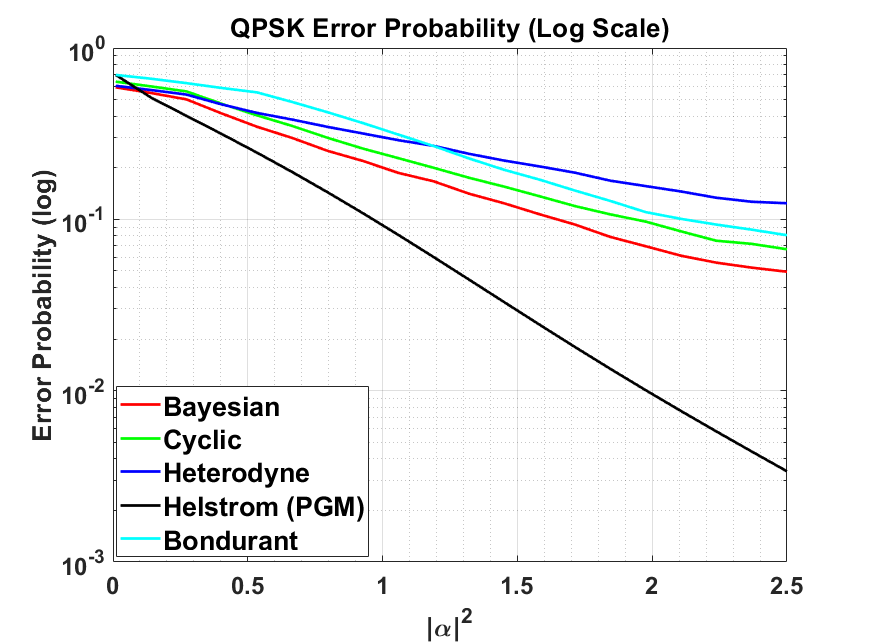 QPSK Error Probability (Log Scale)
Error Probability (log)
10^0
10^-1
10^-2
10^-3
Bayesian
Cyclic
Heterodyne
Helstrom (PGM)
Bondurant
0 0.5 1 1.5 2 2.5
|α|^2